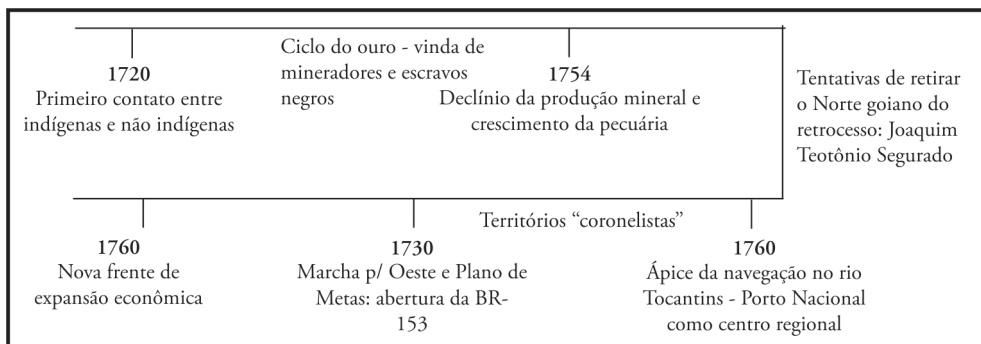 1720
Primeiro contato entre
indígenas e não indígenas
Ciclo do ouro - vinda de
mineradores e escravos
negros
1754
Declínio da produção mineral e
crescimento da pecuária
Tentativas de retirar
o Norte goiano do
retrocesso: Joaquim
Teotônio Segurado
1760
Nova frente de
expansão econômica
1730
Marcha p/ Oeste e Plano de
Metas: abertura da BR-
153
Territórios “coronelistas”
1760
Ápice da navegação no rio
Tocantins - Porto Nacional
como centro regional